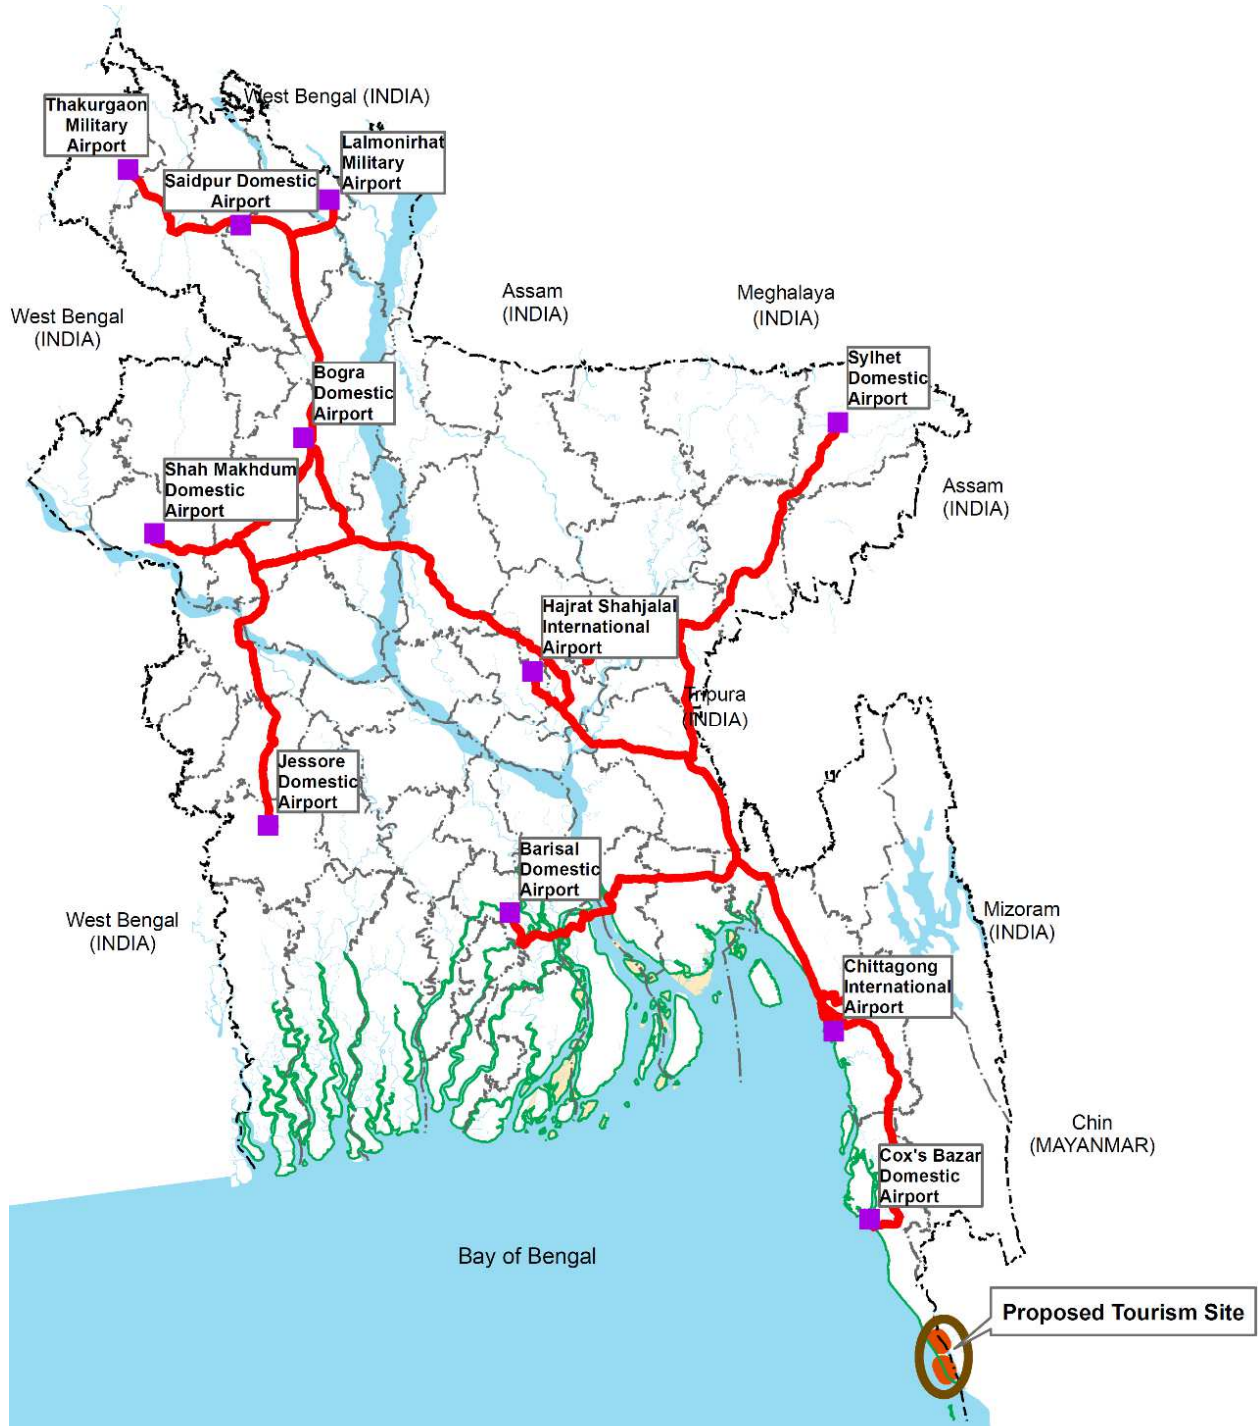 West Bengal (INDIA)
Thakurgaon
Military
Airport
Lalmonirhat
Military
Airport
Saidpur Domestic
Airport
Assam
(INDIA)
Meghalaya
(INDIA)
West Bengal
(INDIA)
Bogra
Domestic
Airport
Sylhet
Domestic
Airport
Shah Makhdum
Domestic
Airport
Assam
(INDIA)
Hajrat Shahjalal
International
Airport
Tripura
(INDIA)
Jessore
Domestic
Airport
Barisal
Domestic
Airport
West Bengal
(INDIA)
Mizoram
(INDIA)
Chittagong
International
Airport
Chin
(MAYANMAR)
Cox's Bazar
Domestic
Airport
Bay of Bengal
Proposed Tourism Site